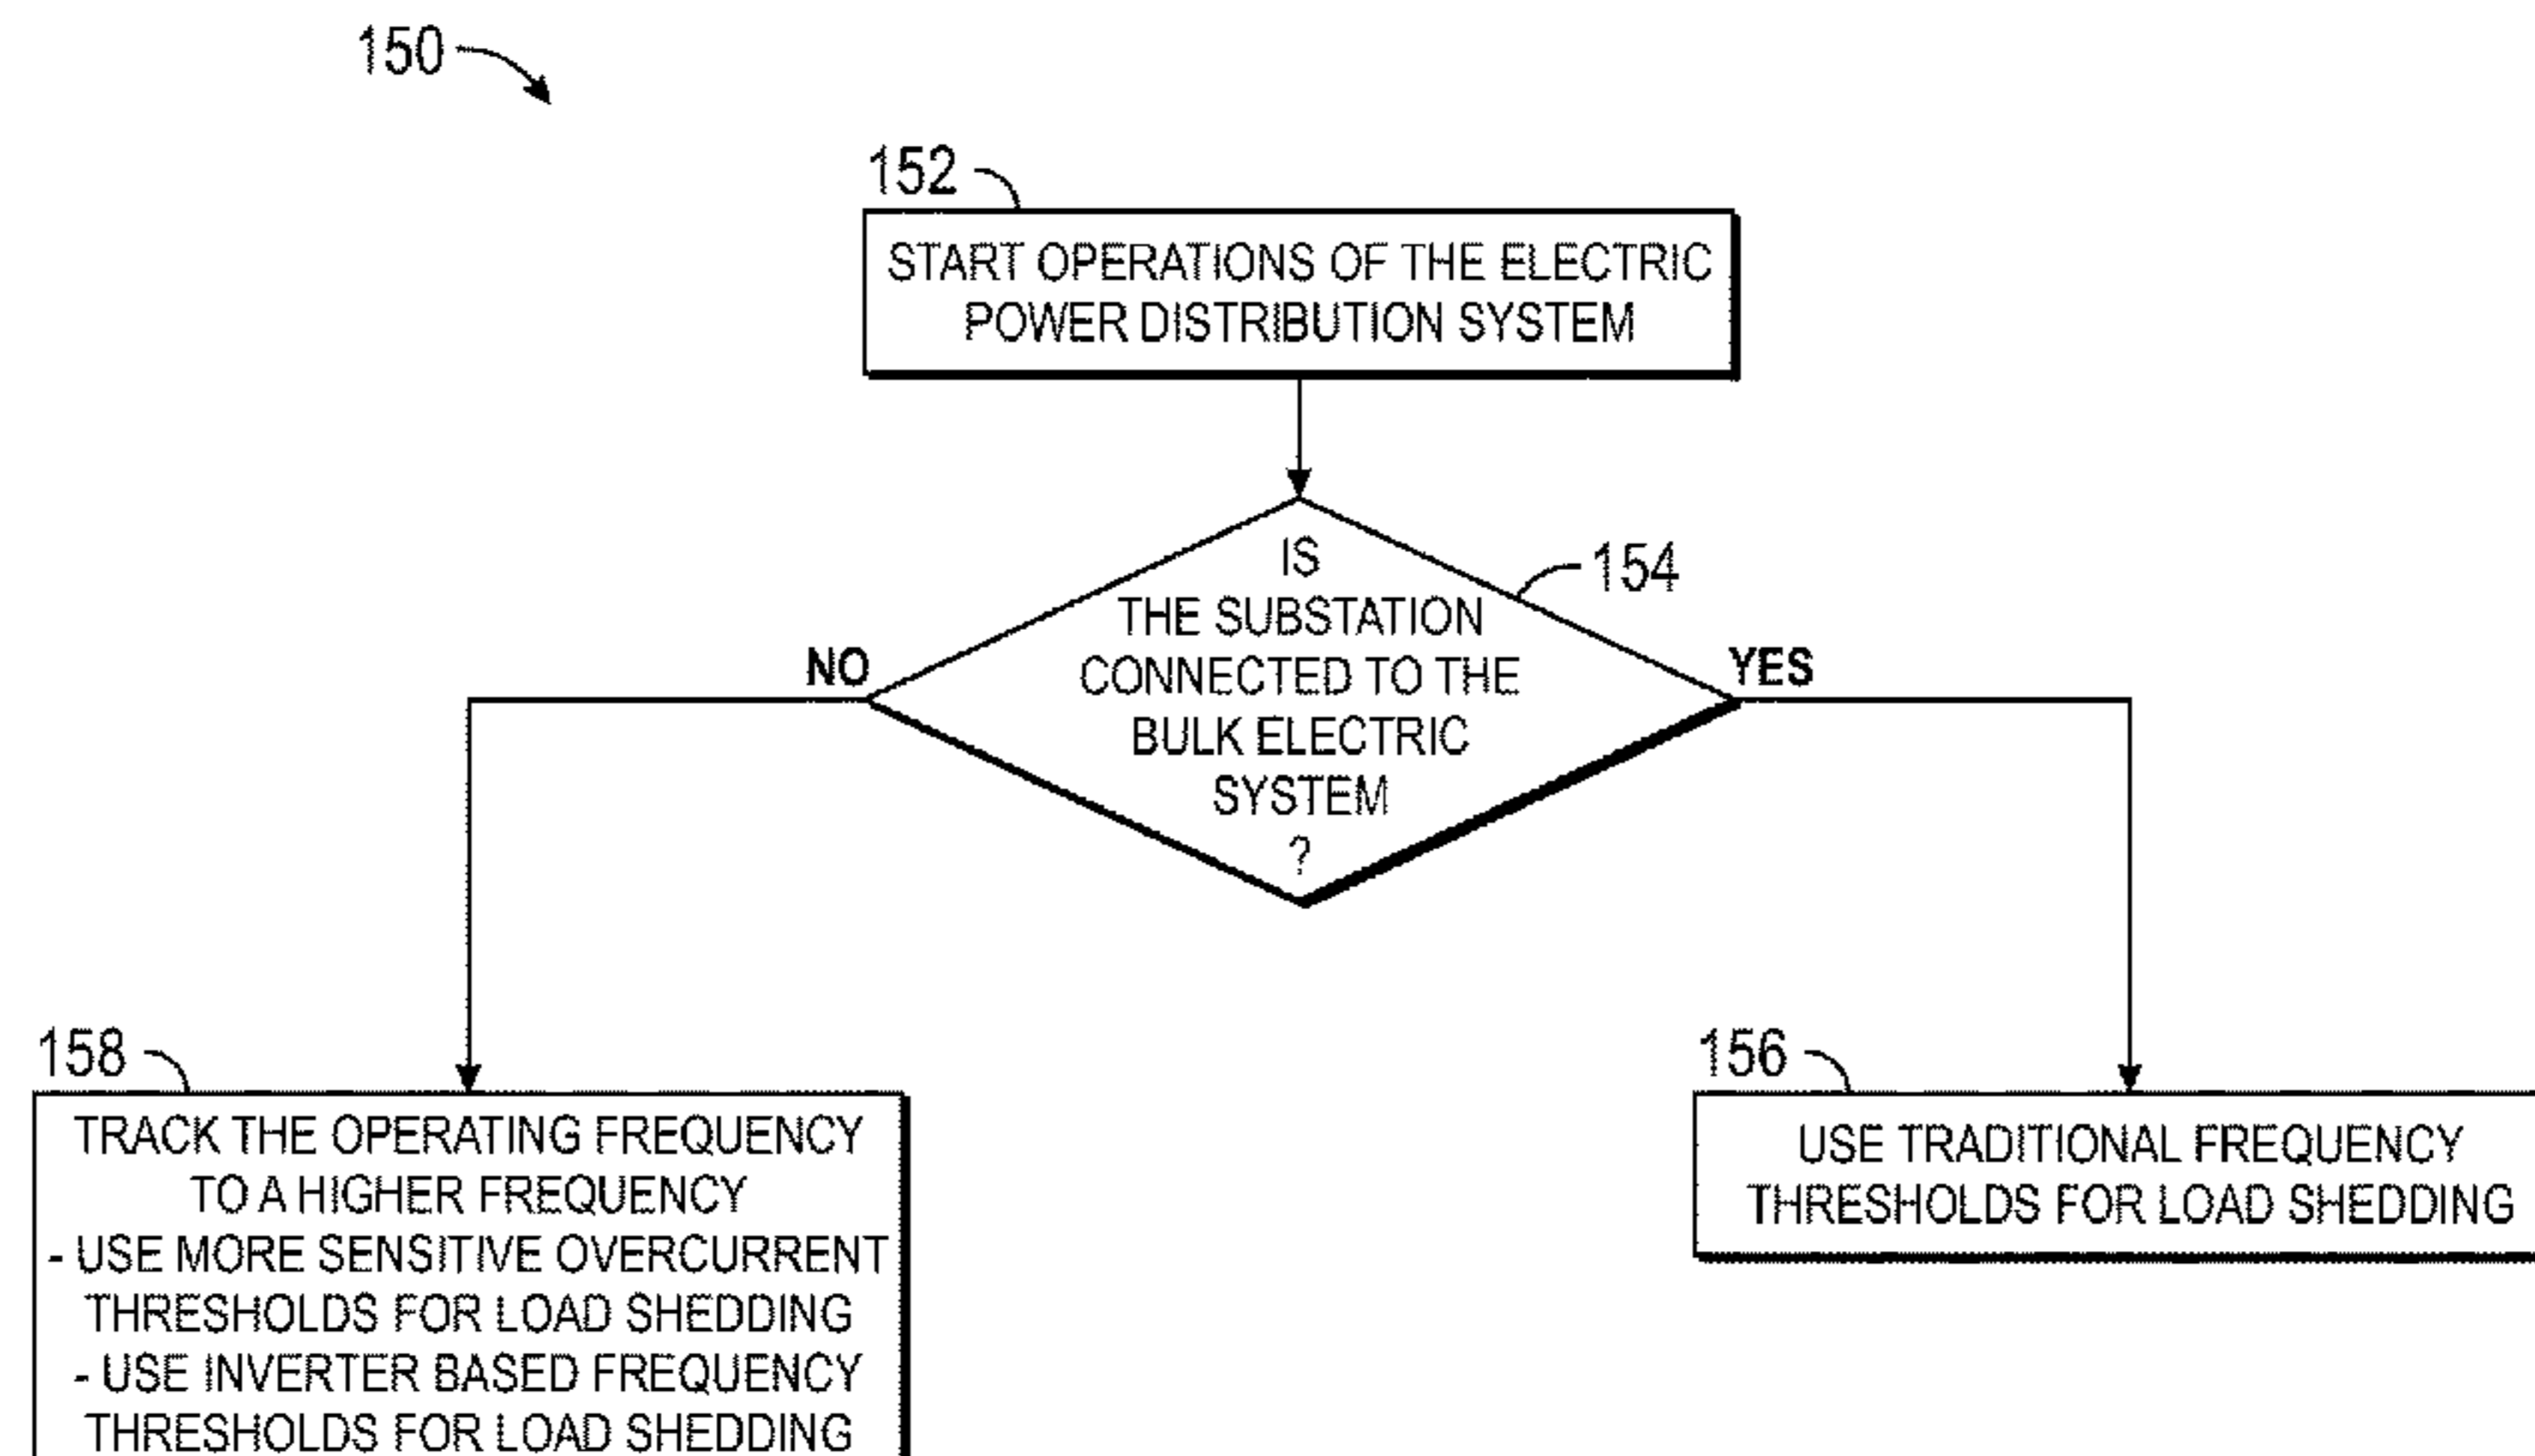 150
152
START OPERATIONS OF THE ELECTRIC
POWER DISTRIBUTION SYSTEM
IS
THE SUBSTATION
CONNECTED TO THE
BULK ELECTRIC
SYSTEM
?
154
NO
YES
158
TRACK THE OPERATING FREQUENCY
TO A HIGHER FREQUENCY
- USE MORE SENSITIVE OVERCURRENT
THRESHOLDS FOR LOAD SHEDDING
- USE INVERTER BASED FREQUENCY
THRESHOLDS FOR LOAD SHEDDING
156
USE TRADITIONAL FREQUENCY
THRESHOLDS FOR LOAD SHEDDING